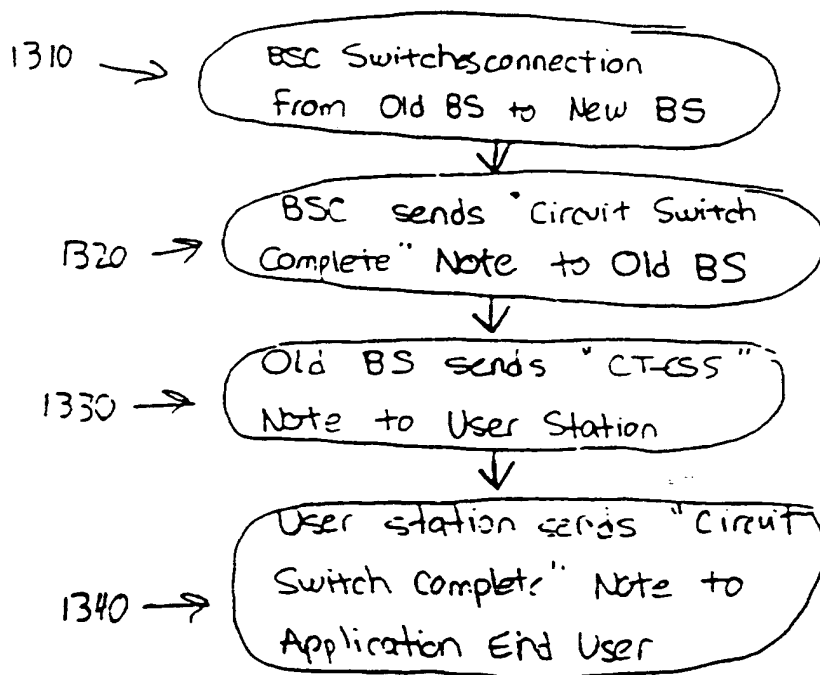 1310
BSC Switches connection
From Old BS to New BS
1320
BSC sends "Circuit Switch
Complete" Note to Old BS
1330
Old BS sends "CT-CSS"
Note to User Station
1340
User station sends "Circuit
Switch Complete" Note to
Application End User